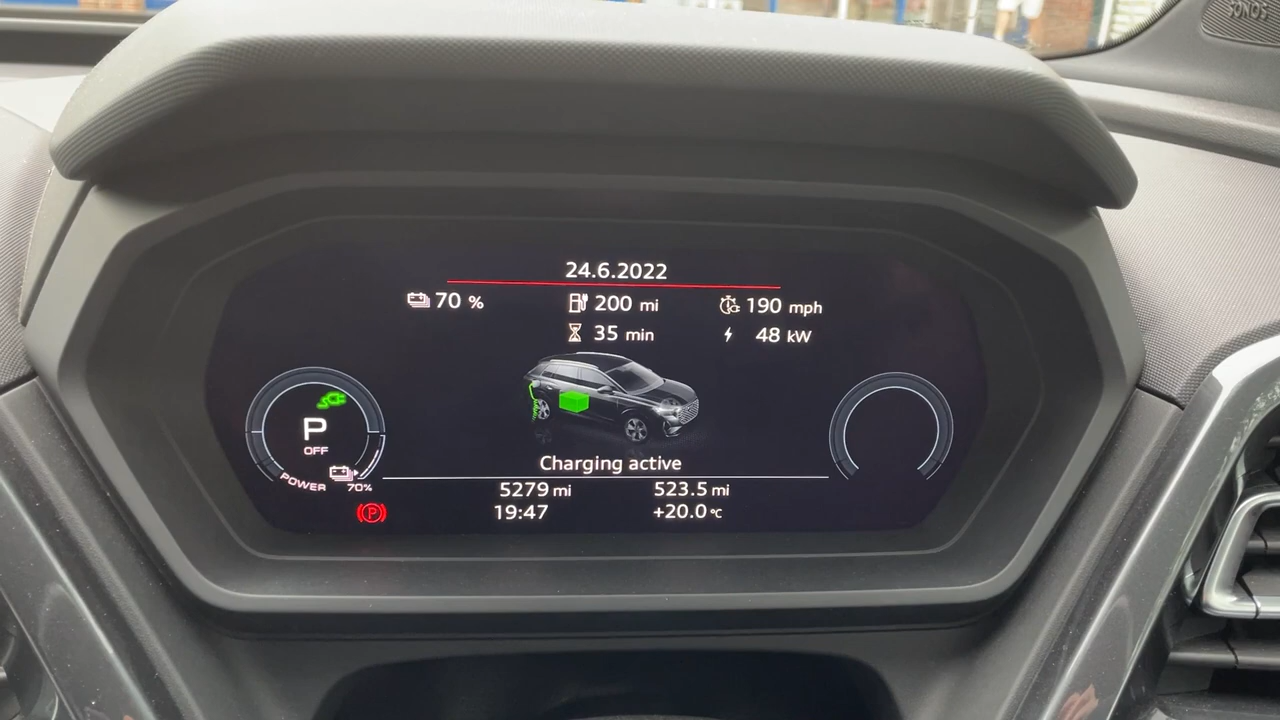 SONOS
24.6.2022
70 % 200 mi 190 mph
35 min 48 kW
P
OFF
POWER 70%
Charging active
5279 mi 523.5 mi
19:47 +20.0 °C
P